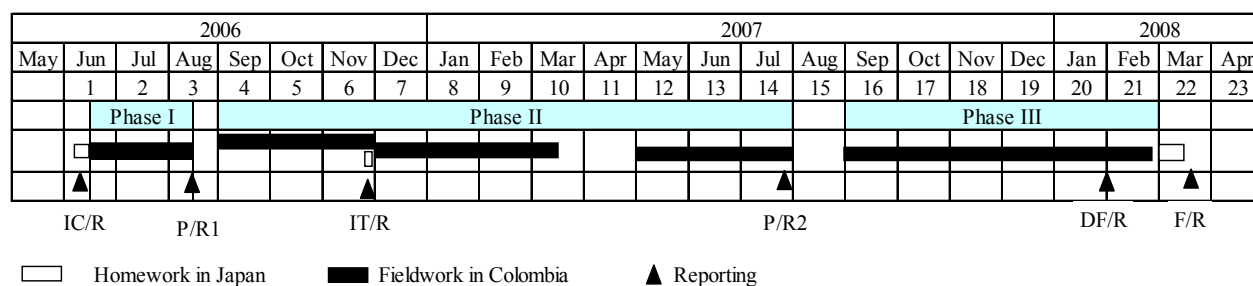 2006 2007 2008
May Jun Jul Aug Sep Oct Nov Dec Jan Feb Mar Apr May Jun Jul Aug Sep Oct Nov Dec Jan Feb Mar Apr
1 2 3 4 5 6 7 8 9 10 11 12 13 14 15 16 17 18 19 20 21 22 23
Phase I Phase II Phase III
IC/R P/R1 IT/R P/R2 DF/R F/R
Homework in Japan Fieldwork in Colombia Reporting